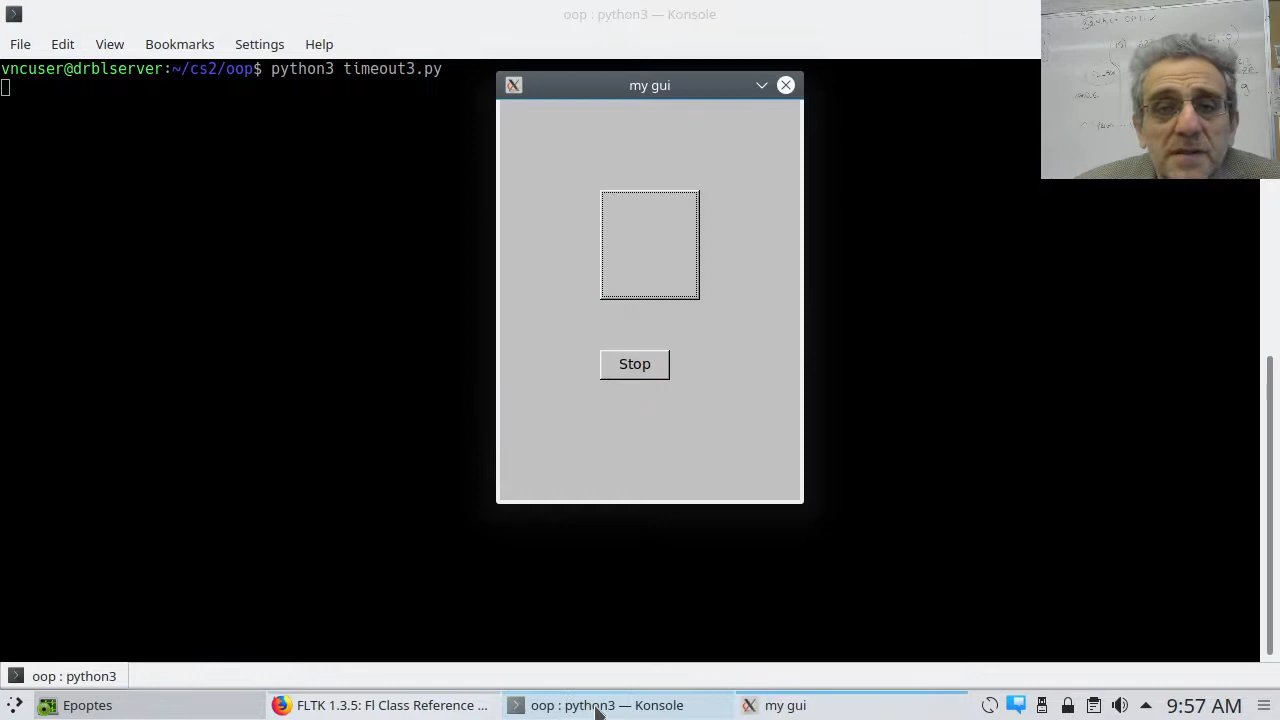 oop : python3 — Konsole
File Edit View Bookmarks Settings Help
vncuser@drblserver:~/cs2/oop$ python3 timeout3.py
my gui
Stop
oop : python3
Epoptes
FLTK 1.3.5: Fl Class Reference ...
oop : python3 — Konsole
my gui
9:57 AM